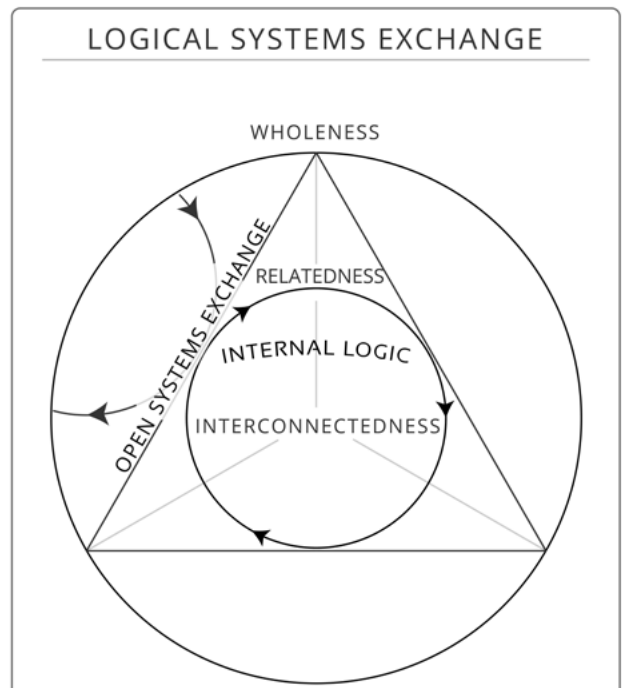 LOGICAL SYSTEMS EXCHANGE
WHOLENESS
OPEN SYSTEMS EXCHANGE
RELATEDNESS
INTERNAL LOGIC
INTERCONNECTEDNESS